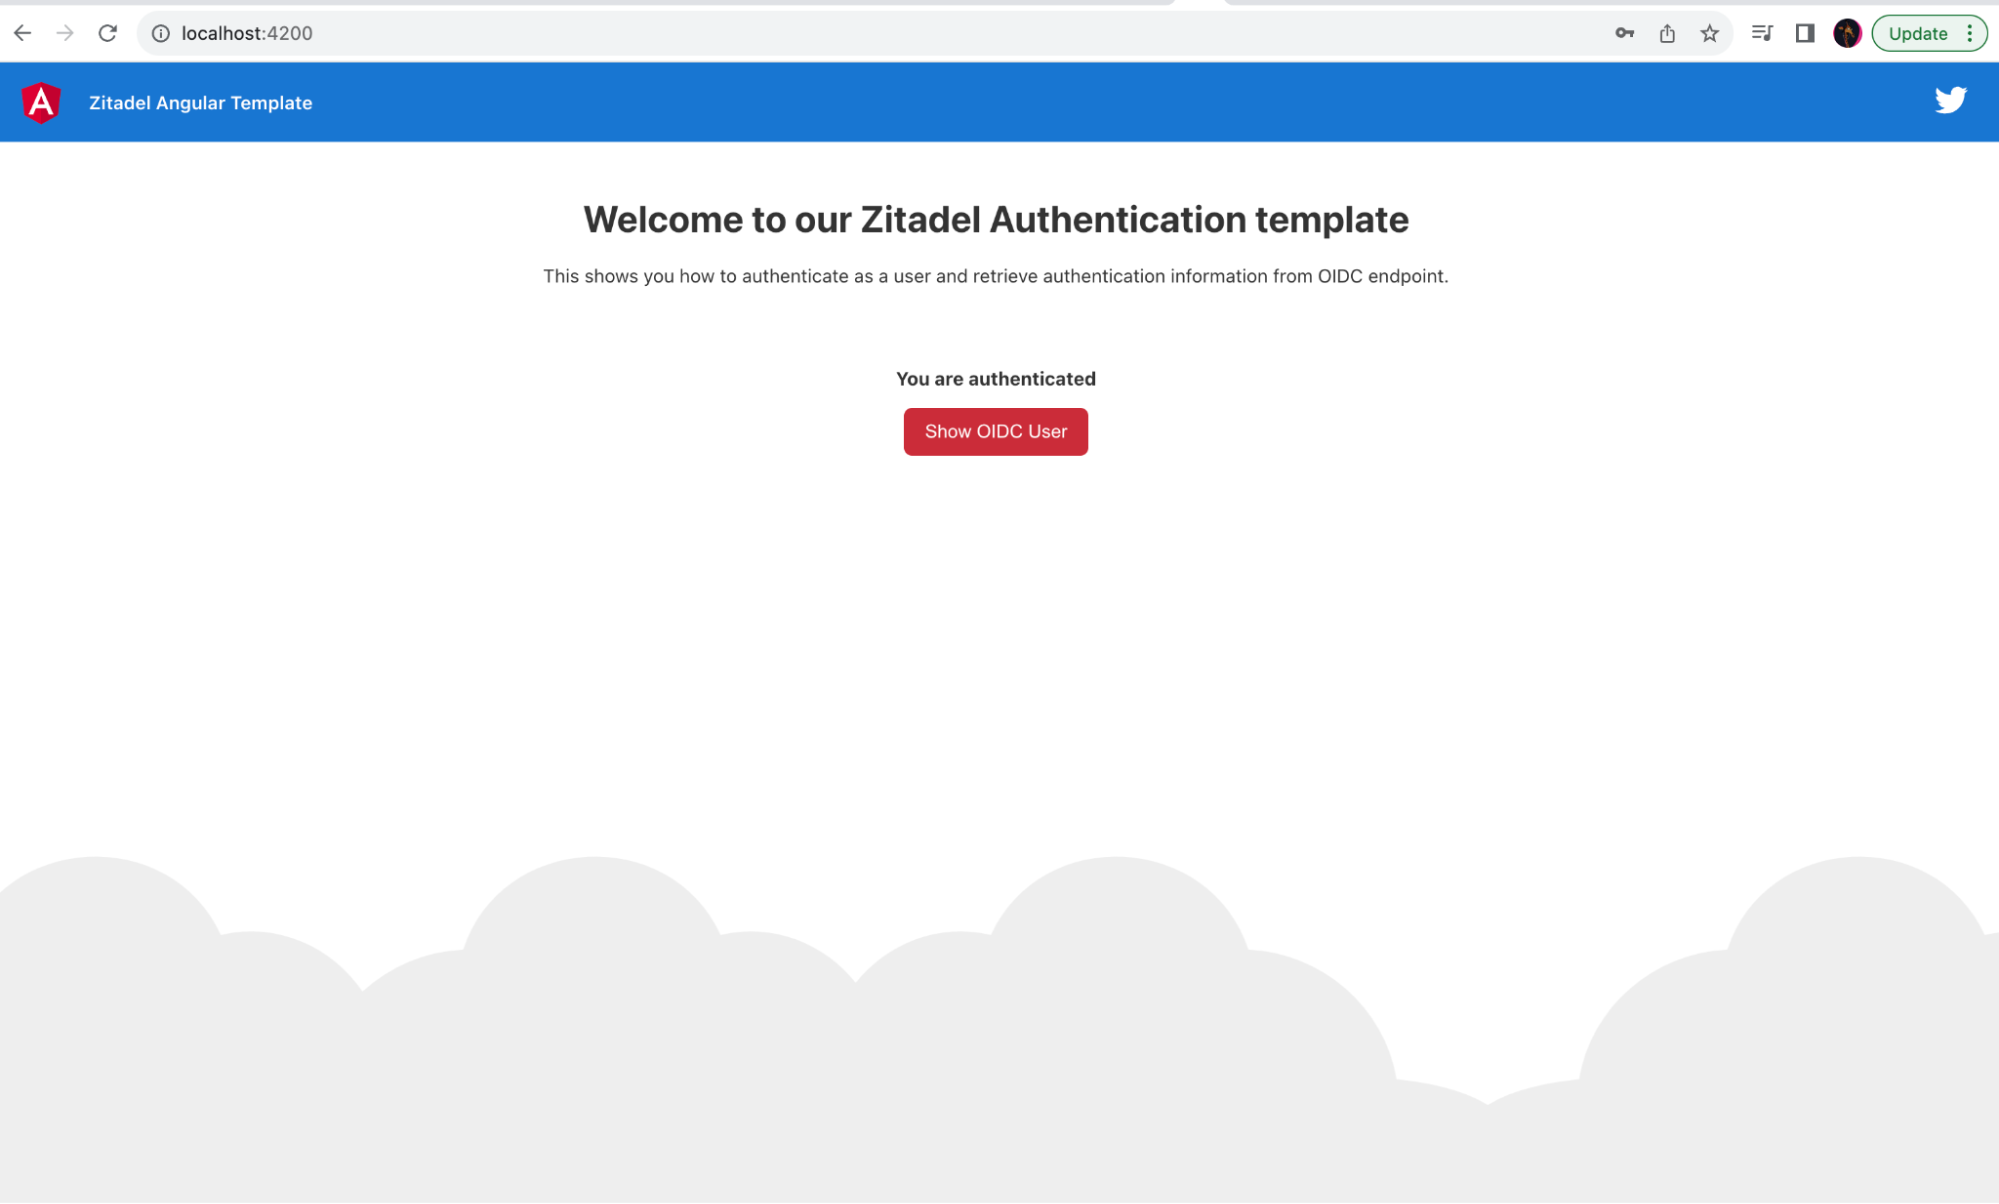 localhost:4200
Update
Zitadel Angular Template
Welcome to our Zitadel Authentication template
This shows you how to authenticate as a user and retrieve authentication information from OIDC endpoint.
You are authenticated
Show OIDC User